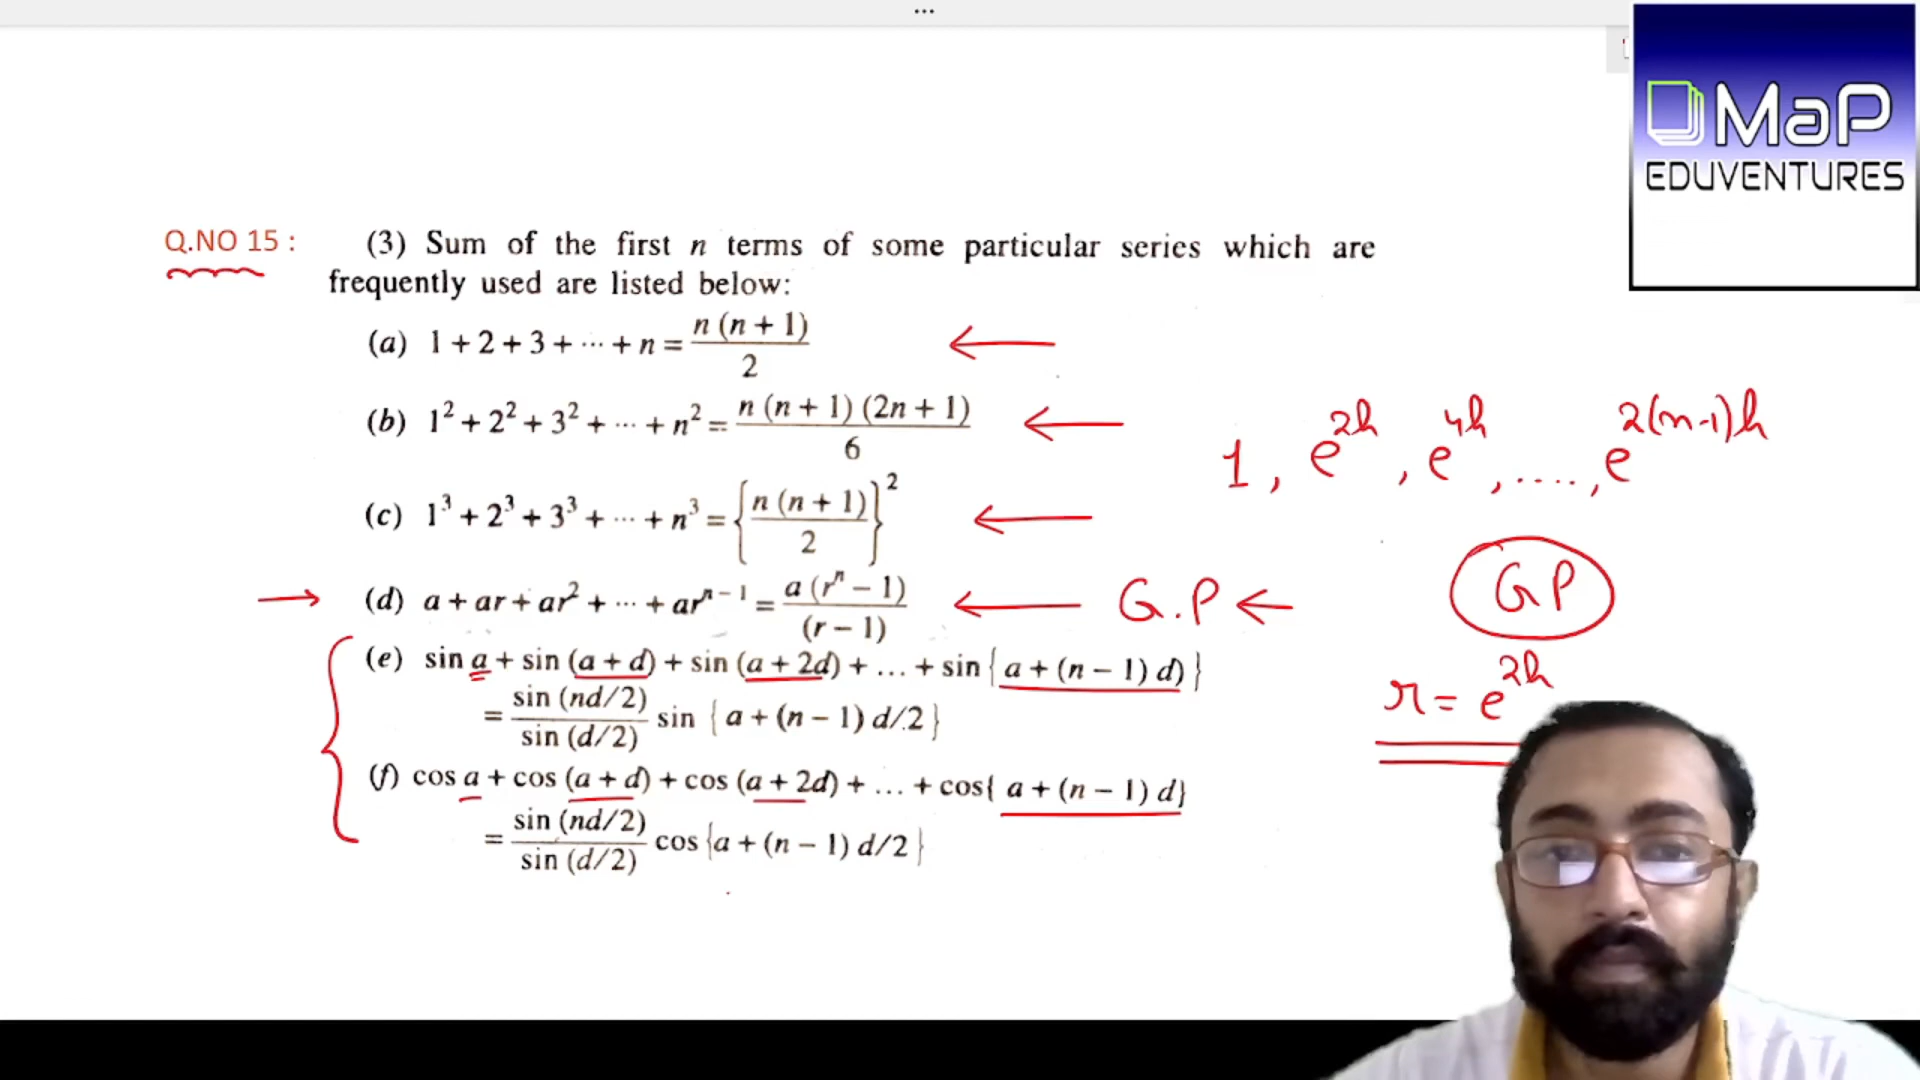 ...
MaP
EDUVENTURES
Q.NO 15 : (3) Sum of the first n terms of some particular series which are
frequently used are listed below:
(a) 1 + 2 + 3 + ··· + n = n (n + 1) / 2 ←
(b) 1² + 2² + 3² + ··· + n² = n (n + 1) (2n + 1) / 6 ←
1, e^2h, e^4h, ...., e^2(n-1)h
(c) 1³ + 2³ + 3³ + ··· + n³ = {n (n + 1) / 2}² ←
→ (d) a + ar + ar² + ··· + ar^n − 1 = a (r^n − 1) / (r − 1) ← G.P ←
GP
(e) sin a + sin (a + d) + sin (a + 2d) + ... + sin { a + (n − 1) d) }
= sin (nd/2) / sin (d/2) sin { a + (n − 1) d/2 }
r = e^2h
(f) cos a + cos (a + d) + cos (a + 2d) + ... + cos{ a + (n − 1) d}
= sin (nd/2) / sin (d/2) cos {a + (n − 1) d/2 }